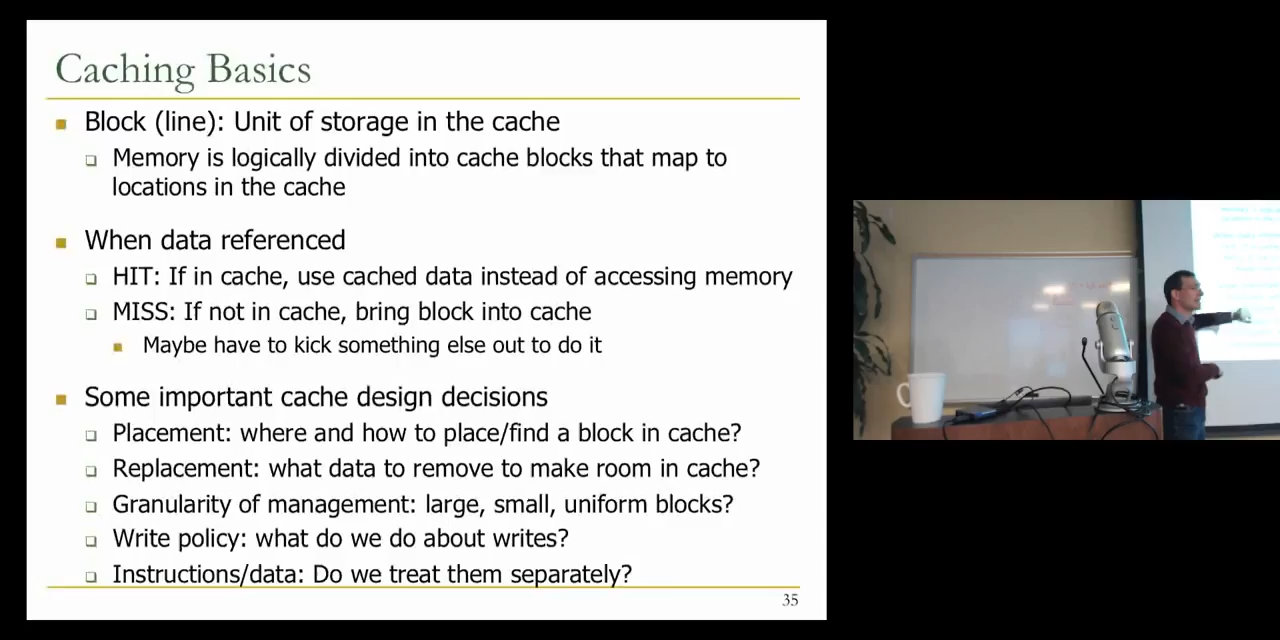 Caching Basics
Block (line): Unit of storage in the cache
Memory is logically divided into cache blocks that map to
locations in the cache
When data referenced
HIT: If in cache, use cached data instead of accessing memory
MISS: If not in cache, bring block into cache
Maybe have to kick something else out to do it
Some important cache design decisions
Placement: where and how to place/find a block in cache?
Replacement: what data to remove to make room in cache?
Granularity of management: large, small, uniform blocks?
Write policy: what do we do about writes?
Instructions/data: Do we treat them separately?
35